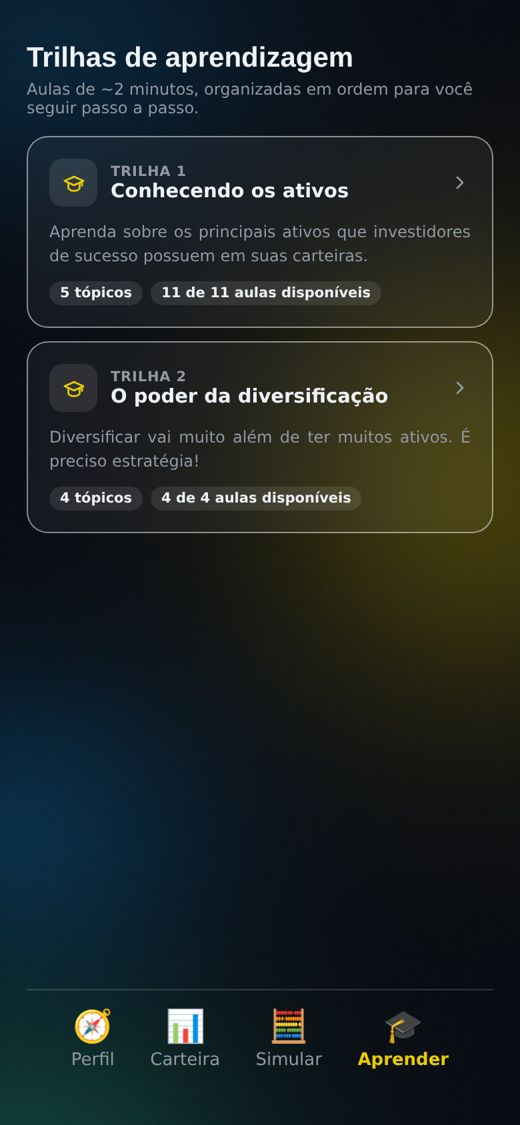 Trilhas de aprendizagem
Aulas de ~2 minutos, organizadas em ordem para você
seguir passo a passo.
TRILHA 1
Conhecendo os ativos
Aprenda sobre os principais ativos que investidores
de sucesso possuem em suas carteiras.
5 tópicos
11 de 11 aulas disponíveis
TRILHA 2
O poder da diversificação
Diversificar vai muito além de ter muitos ativos. É
preciso estratégia!
4 tópicos
4 de 4 aulas disponíveis
Perfil
Carteira
Simular
Aprender